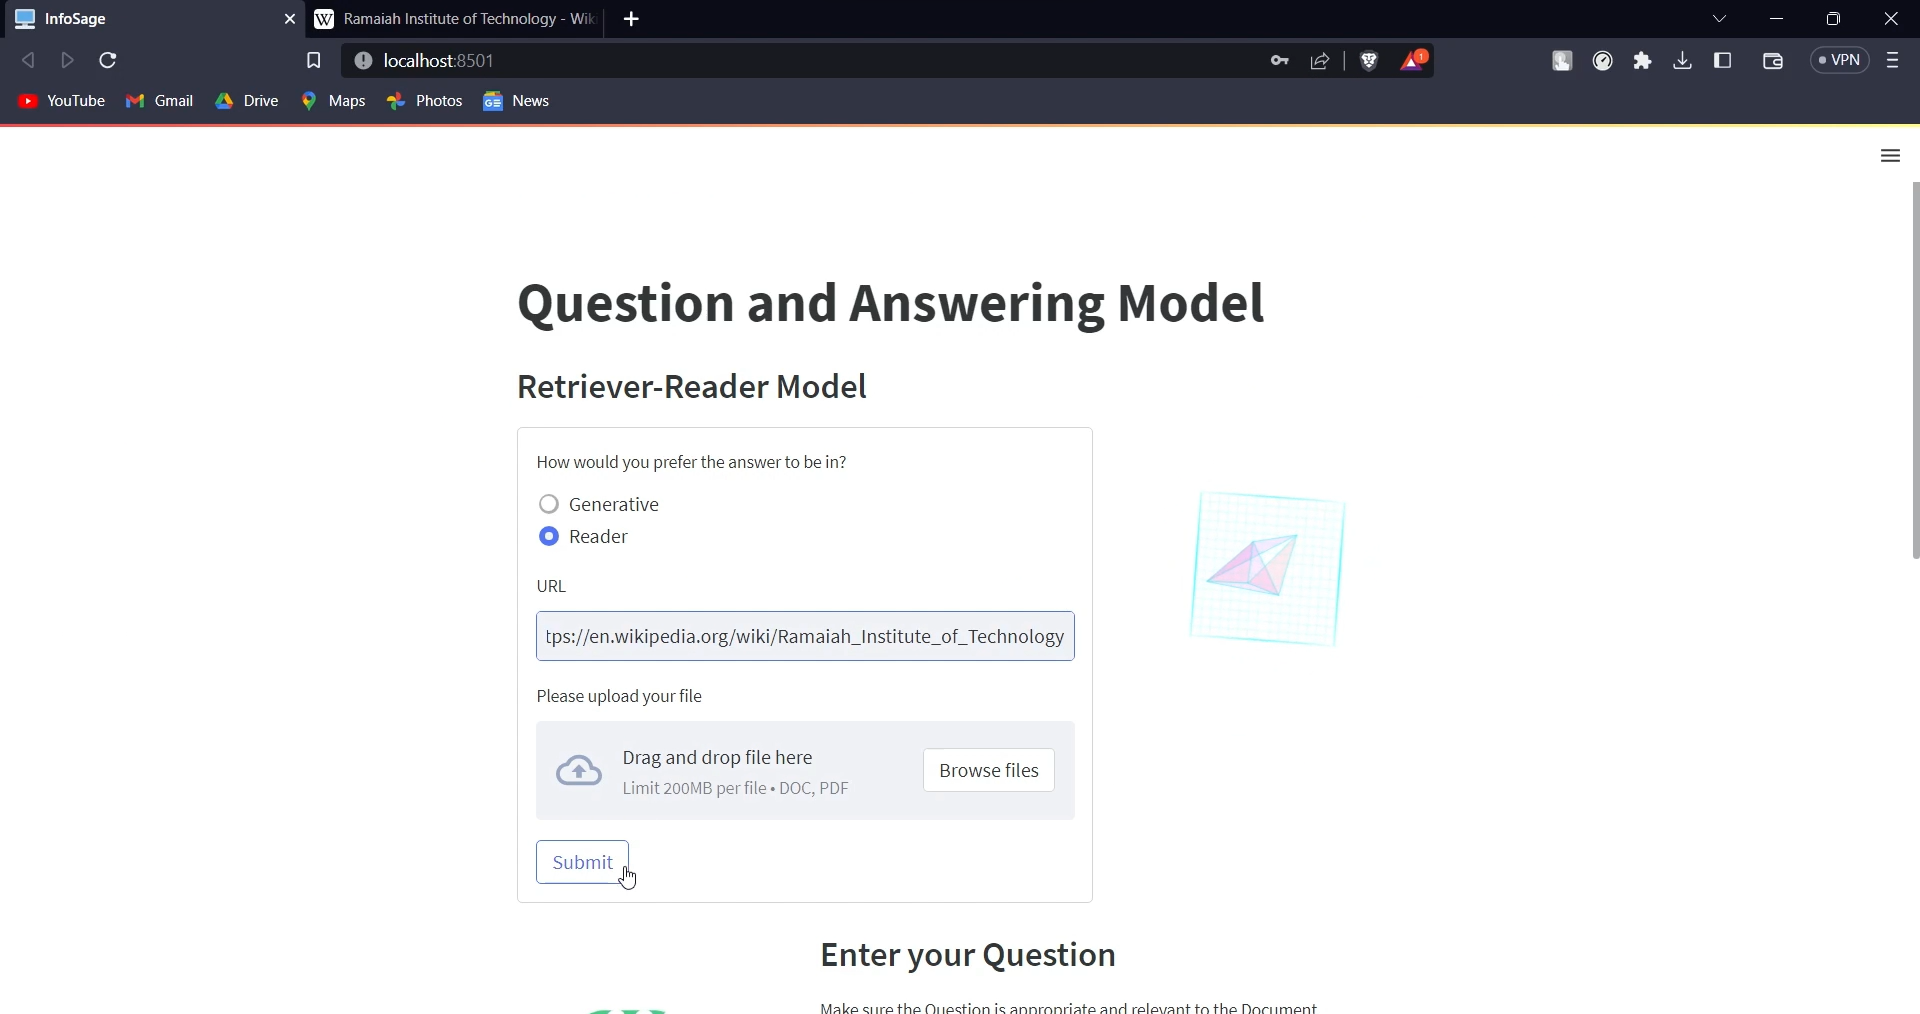 InfoSage
W Ramaiah Institute of Technology - Wik
localhost:8501
1
VPN
YouTube Gmail Drive Maps Photos News
Question and Answering Model
Retriever-Reader Model
How would you prefer the answer to be in?
Generative
Reader
URL
tps://en.wikipedia.org/wiki/Ramaiah_Institute_of_Technology
Please upload your file
Drag and drop file here
Limit 200MB per file • DOC, PDF
Browse files
Submit
Enter your Question
Make sure the Question is appropriate and relevant to the Document